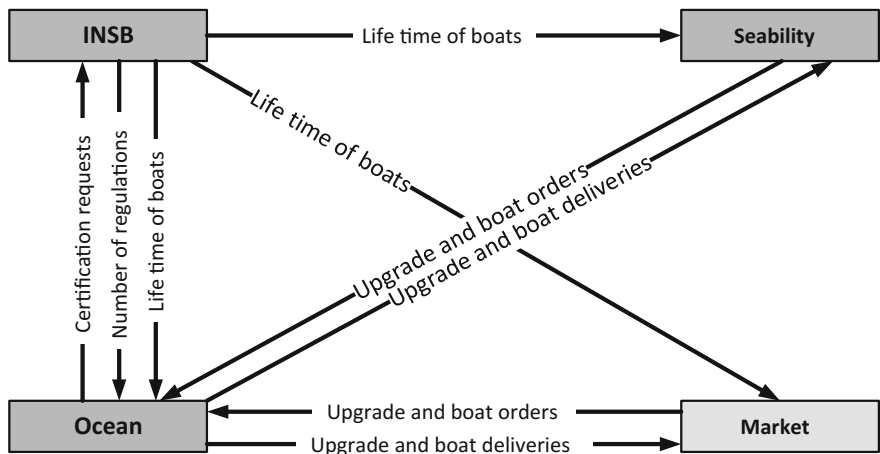 INSB
Life time of boats
Seability
Life time of boats
Certification requests
Number of regulations
Life time of boats
Upgrade and boat orders
Upgrade and boat deliveries
Ocean
Upgrade and boat orders
Market
Upgrade and boat deliveries